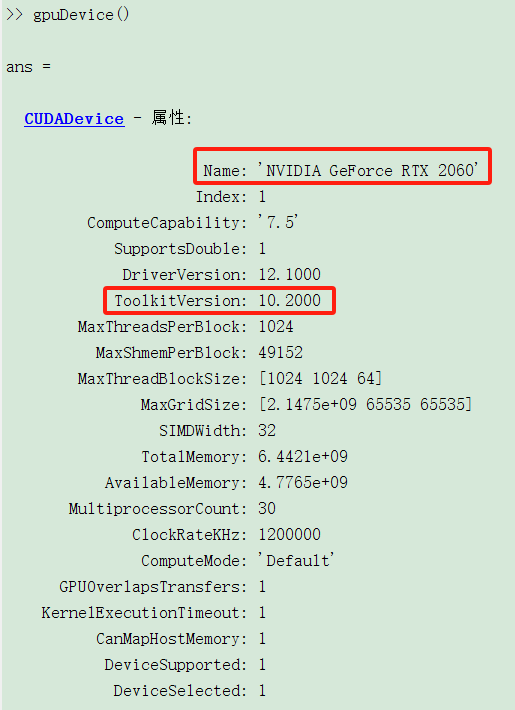 >> gpuDevice()
ans =
CUDADevice - 属性:
Name: 'NVIDIA GeForce RTX 2060'
Index: 1
ComputeCapability: '7.5'
SupportsDouble: 1
DriverVersion: 12.1000
ToolkitVersion: 10.2000
MaxThreadsPerBlock: 1024
MaxShmemPerBlock: 49152
MaxThreadBlockSize: [1024 1024 64]
MaxGridSize: [2.1475e+09 65535 65535]
SIMDWidth: 32
TotalMemory: 6.4421e+09
AvailableMemory: 4.7765e+09
MultiprocessorCount: 30
ClockRateKHz: 1200000
ComputeMode: 'Default'
GPUOverlapsTransfers: 1
KernelExecutionTimeout: 1
CanMapHostMemory: 1
DeviceSupported: 1
DeviceSelected: 1